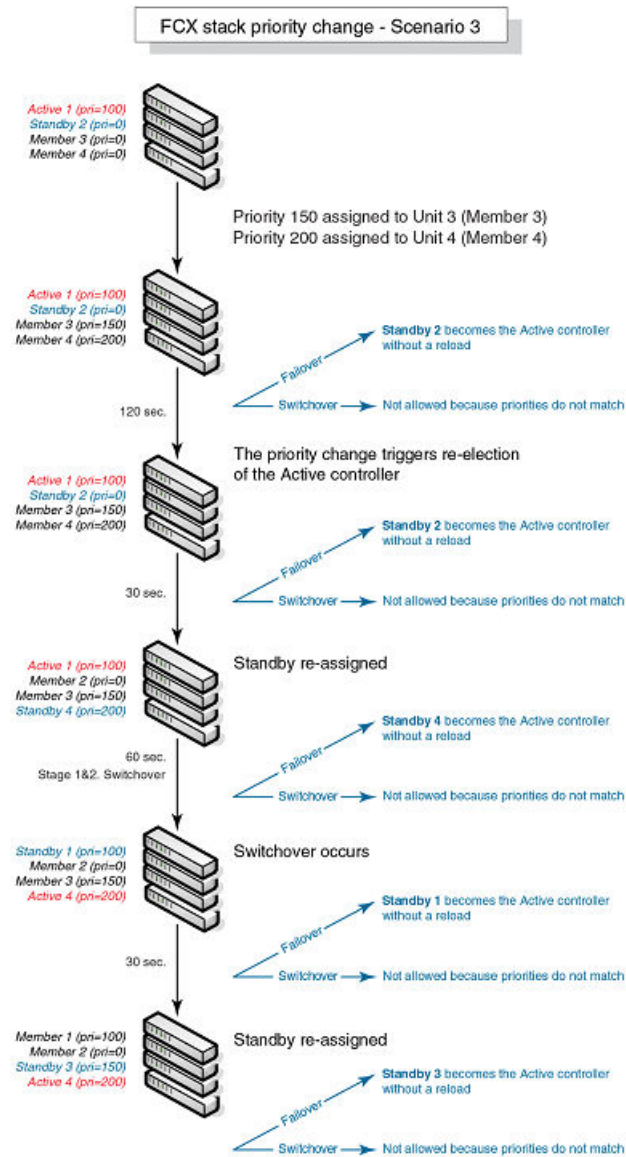 FCX stack priority change - Scenario 3
Active 1 (pri=100)
Standby 2 (pri=0)
Member 3 (pri=0)
Member 4 (pri=0)
Priority 150 assigned to Unit 3 (Member 3)
Priority 200 assigned to Unit 4 (Member 4)
Active 1 (pri=100)
Standby 2 (pri=0)
Member 3 (pri=150)
Member 4 (pri=200)
Failover
Standby 2 becomes the Active controller
without a reload
120 sec.
Switchover
Not allowed because priorities do not match
The priority change triggers re-election
of the Active controller
Active 1 (pri=100)
Standby 2 (pri=0)
Member 3 (pri=150)
Member 4 (pri=200)
Failover
Standby 2 becomes the Active controller
without a reload
30 sec.
Switchover
Not allowed because priorities do not match
Standby re-assigned
Active 1 (pri=100)
Member 2 (pri=0)
Member 3 (pri=150)
Standby 4 (pri=200)
Failover
Standby 4 becomes the Active controller
without a reload
60 sec.
Stage 1&2. Switchover
Switchover
Not allowed because priorities do not match
Switchover occurs
Standby 1 (pri=100)
Member 2 (pri=0)
Member 3 (pri=150)
Active 4 (pri=200)
Failover
Standby 1 becomes the Active controller
without a reload
30 sec.
Switchover
Not allowed because priorities do not match
Standby re-assigned
Member 1 (pri=100)
Member 2 (pri=0)
Standby 3 (pri=150)
Active 4 (pri=200)
Failover
Standby 3 becomes the Active controller
without a reload
Switchover
Not allowed because priorities do not match